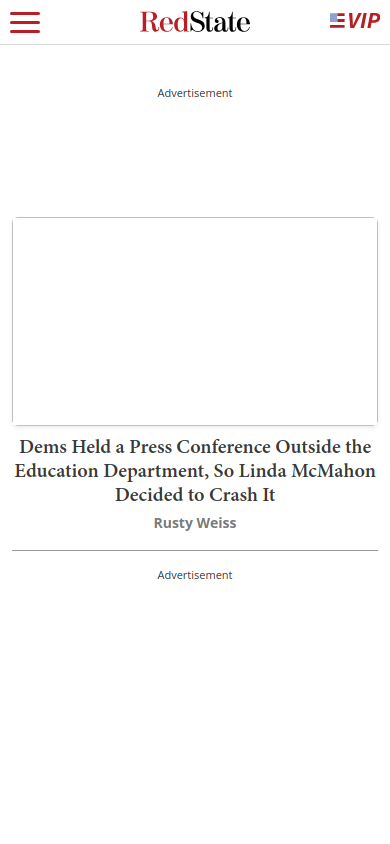 RedState
VIP
Advertisement
Dems Held a Press Conference Outside the
Education Department, So Linda McMahon
Decided to Crash It
Rusty Weiss
Advertisement